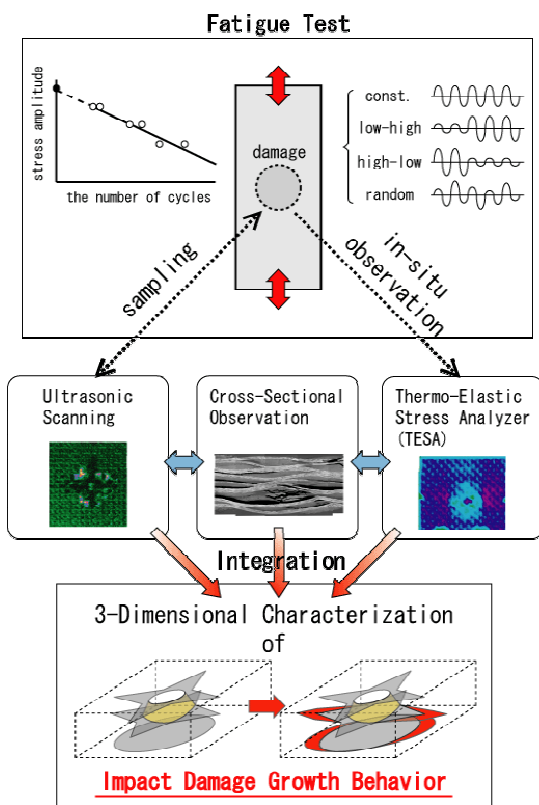 Fatigue Test
stress amplitude
the number of cycles
damage
const.
low-high
high-low
random
sampling
in-situ
observation
Ultrasonic
Scanning
Cross-Sectional
Observation
Thermo-Elastic
Stress Analyzer
(TESA)
Integration
3-Dimensional Characterization
of
Impact Damage Growth Behavior